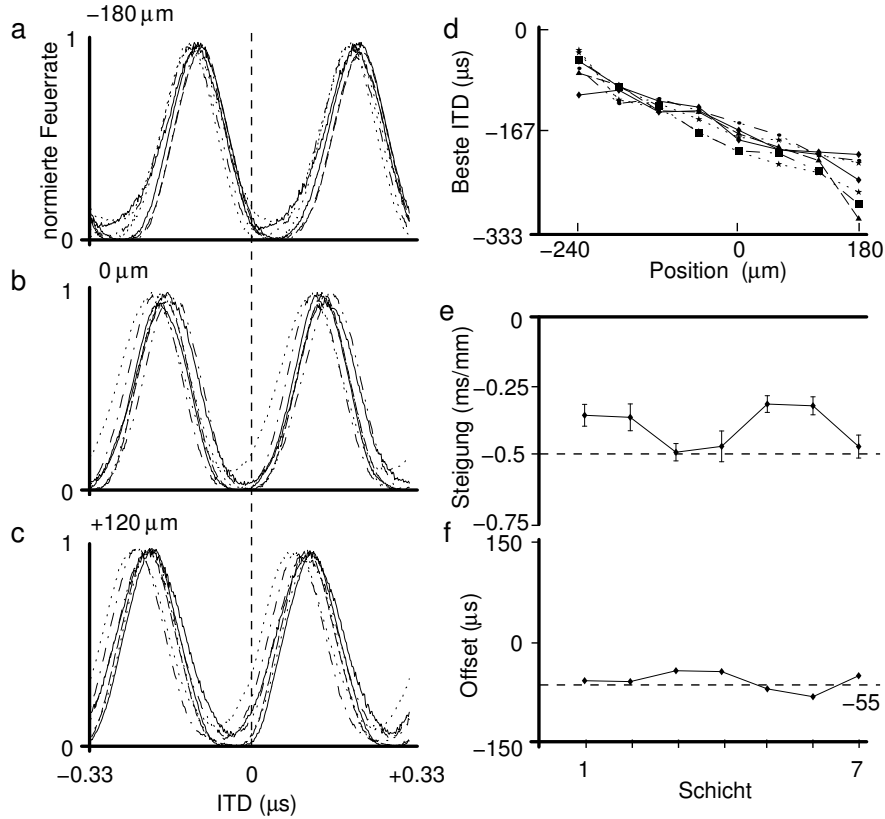 a
−180 µm
normierte Feuerrate
1
0
b
0 µm
1
0
c
+120 µm
1
0
−0.33
0
+0.33
ITD (µs)
d
Beste ITD (µs)
0
−167
−333
−240
0
180
Position (µm)
e
Steigung (ms/mm)
0
−0.25
−0.5
−0.75
f
Offset (µs)
150
0
−150
−55
1
7
Schicht